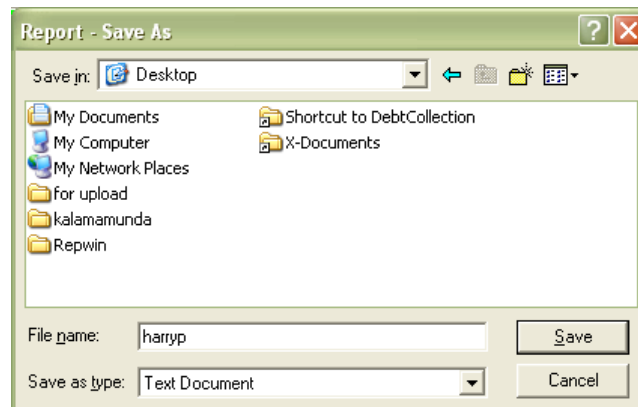 Report - Save As
Save in: Desktop
My Documents
My Computer
My Network Places
for upload
kalamamunda
Repwin
Shortcut to DebtCollection
X-Documents
File name: harryp
Save
Save as type: Text Document
Cancel